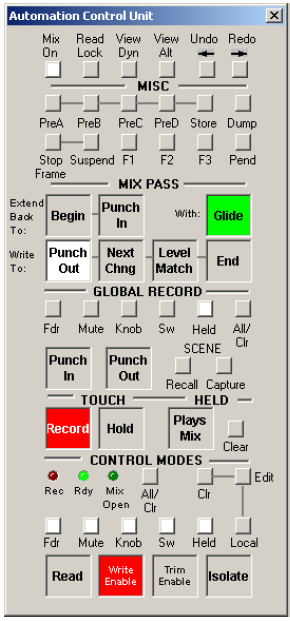 Automation Control Unit
Mix On Read Lock View Dyn View Alt Undo Redo
MISC
PreA PreB PreC PreD Store Dump
Stop Frame Suspend F1 F2 F3 Pend
MIX PASS
Extend Back To: Begin Punch In With: Glide
Write To: Punch Out Next Chng Level Match End
GLOBAL RECORD
Fdr Mute Knob Sw Held All/ Clr
Punch In Punch Out SCENE
Recall Capture
TOUCH HELD
Record Hold Plays Mix Clear
CONTROL MODES
Rec Rdy Mix Open All/ Clr Clr Edit
Fdr Mute Knob Sw Held Local
Read Write Enable Trim Enable Isolate